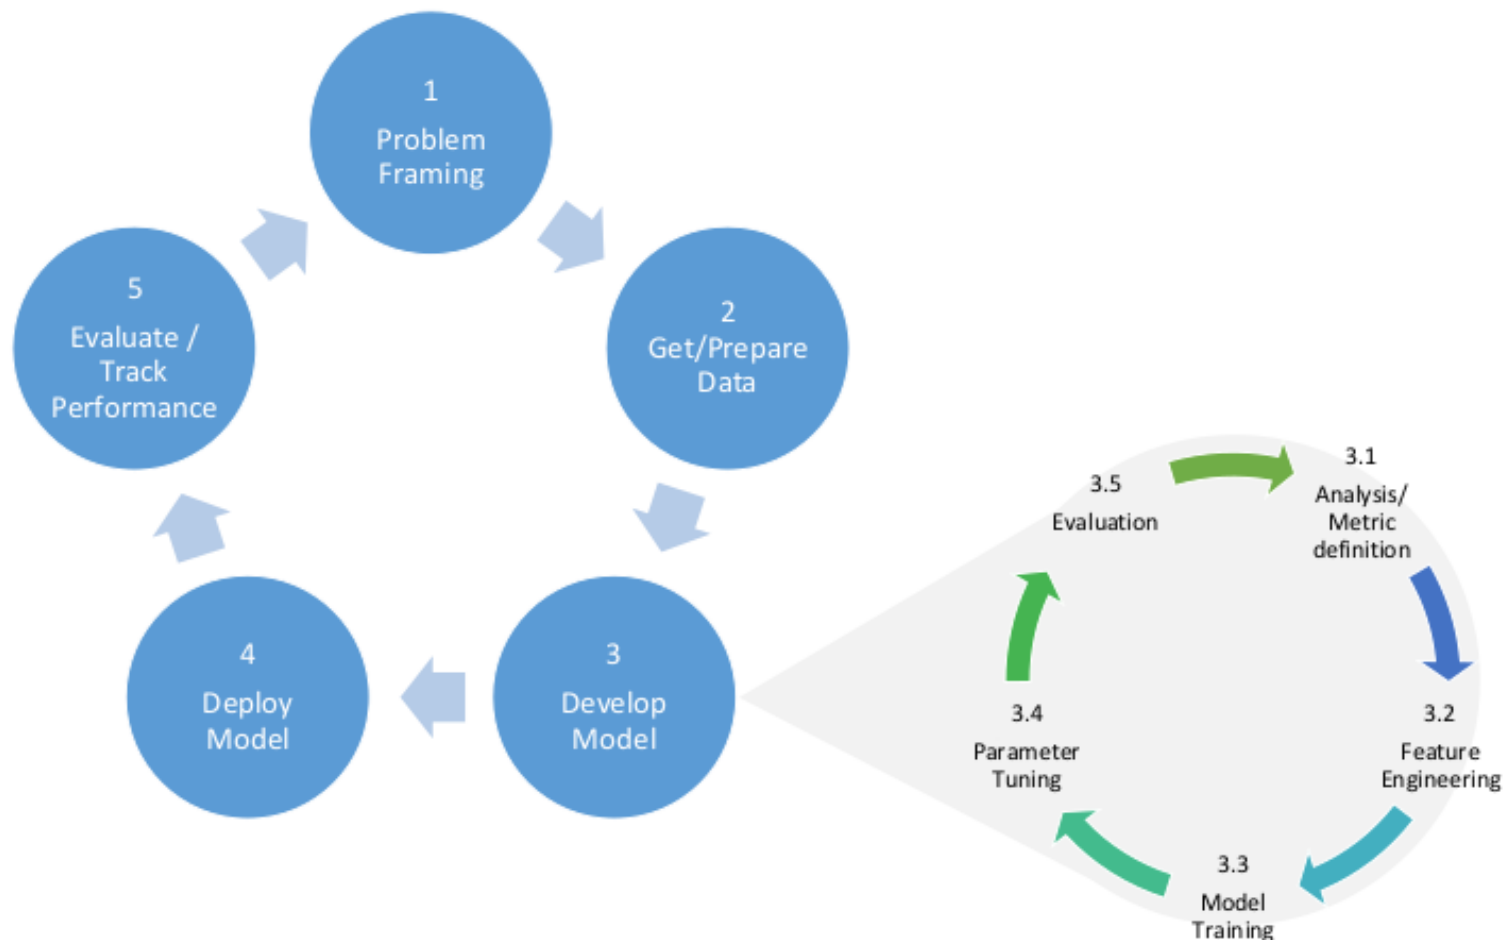 1
Problem
Framing
2
Get/Prepare
Data
3
Develop
Model
4
Deploy
Model
5
Evaluate /
Track
Performance
3.1
Analysis/
Metric
definition
3.2
Feature
Engineering
3.3
Model
Training
3.4
Parameter
Tuning
3.5
Evaluation